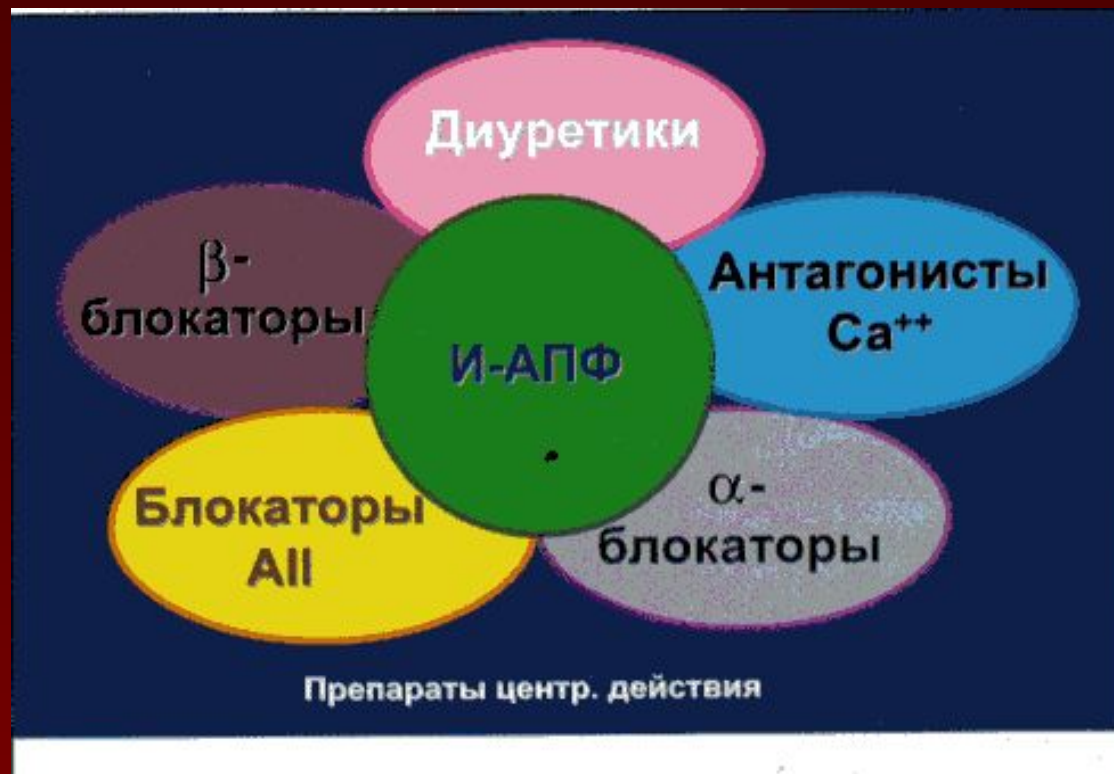 Диуретики
β-
блокаторы
Антагонисты
Ca⁺⁺
И-АПФ
Блокаторы
AII
α-
блокаторы
Препараты центр. действия